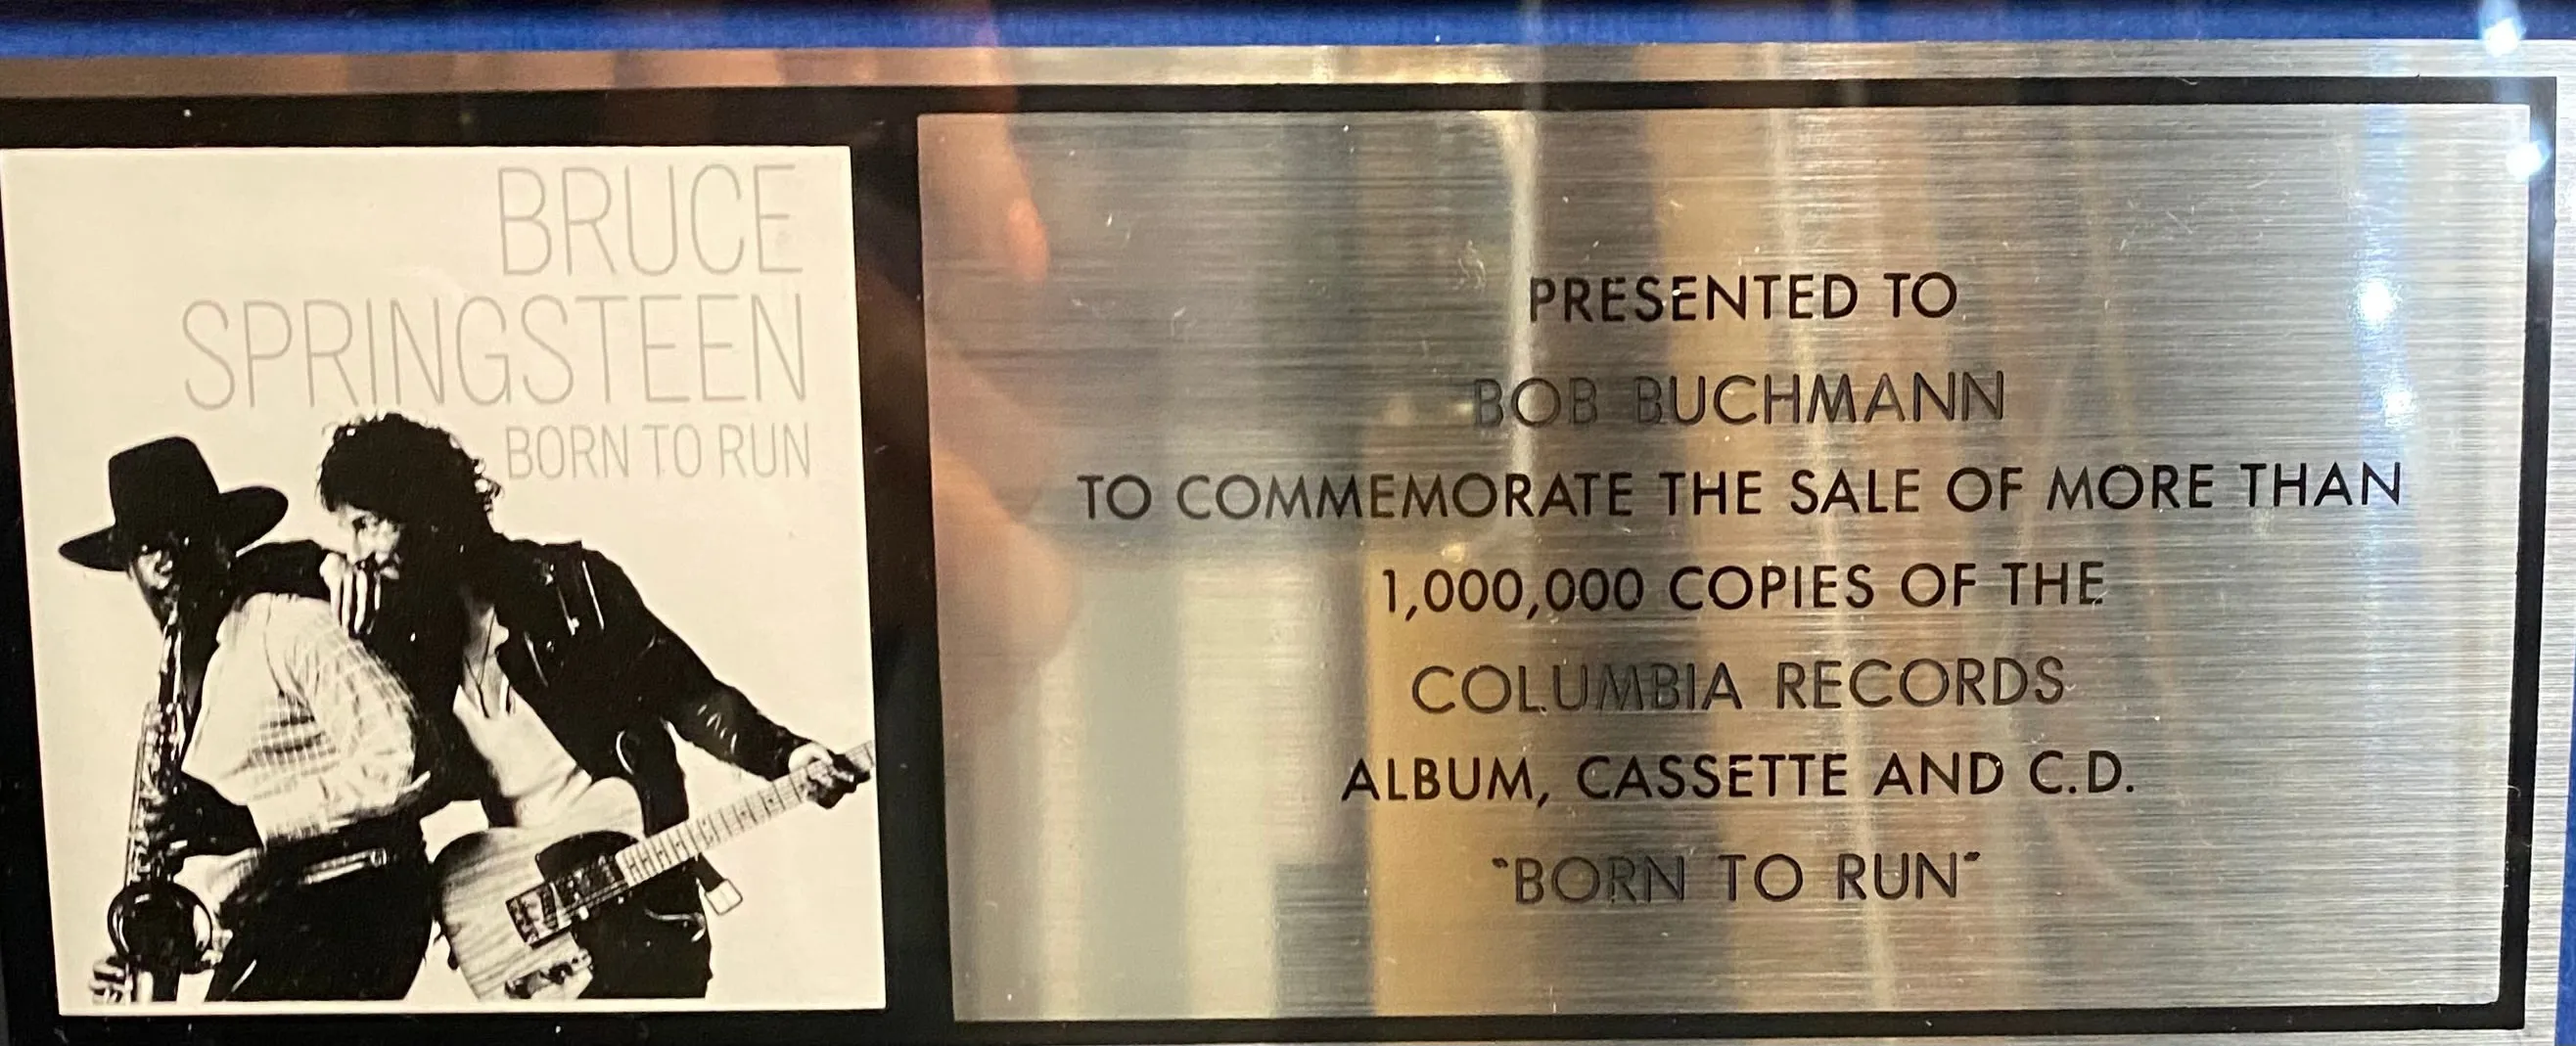 BRUCE
SPRINGSTEEN
BORN TO RUN
PRESENTED TO
BOB BUCHMANN
TO COMMEMORATE THE SALE OF MORE THAN
1,000,000 COPIES OF THE
COLUMBIA RECORDS
ALBUM, CASSETTE AND C.D.
"BORN TO RUN"